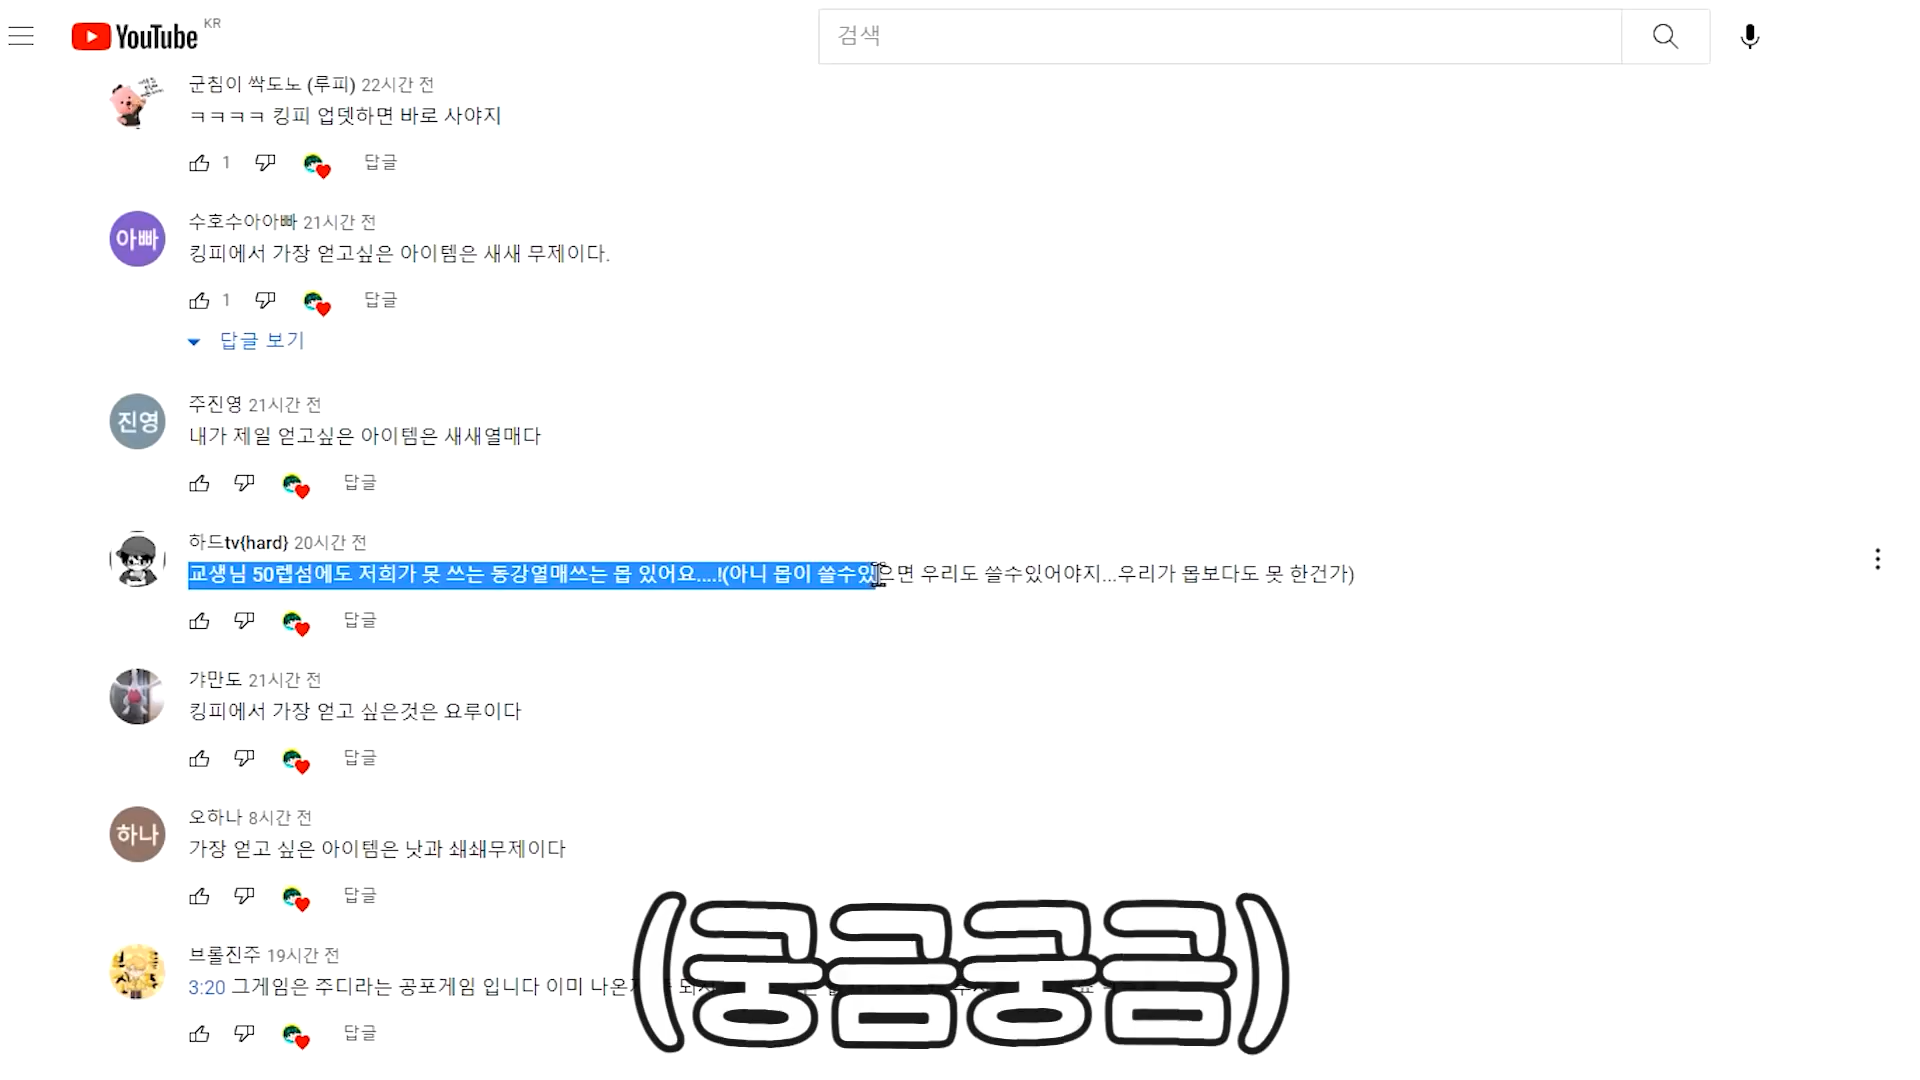 YouTube KR
검색
군침이 싹도노 (루피) 22시간 전
ㅋㅋㅋㅋ 킹피 업뎃하면 바로 사야지
1 답글
아빠 수호수아아빠 21시간 전
킹피에서 가장 얻고싶은 아이템은 새새 무제이다.
1 답글
답글 보기
진영 주진영 21시간 전
내가 제일 얻고싶은 아이템은 새새열매다
답글
하드tv{hard} 20시간 전
교생님 50렙섬에도 저희가 못 쓰는 동강열매쓰는 몹 있어요....!(아니 몹이 쓸수있으면 우리도 쓸수있어야지...우리가 몹보다도 못 한건가)
답글
갸만도 21시간 전
킹피에서 가장 얻고 싶은것은 요루이다
답글
하나 오하나 8시간 전
가장 얻고 싶은 아이템은 낫과 쇄쇄무제이다
답글
브롤진주 19시간 전
3:20 그게임은 주디라는 공포게임 입니다 이미
답글
(궁금궁금)